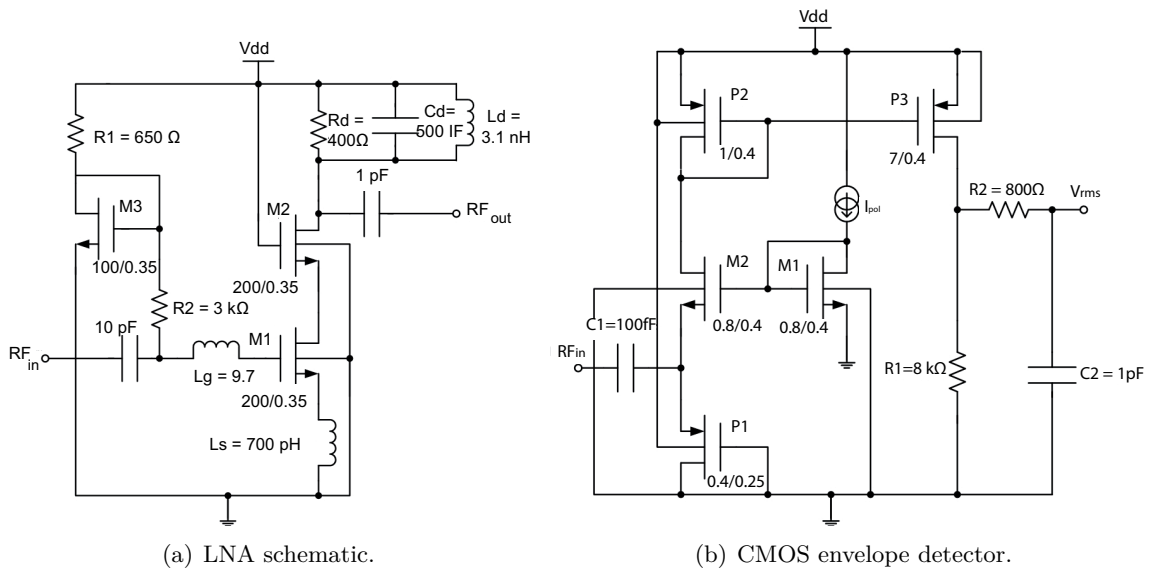 Vdd
R1 = 650 Ω
Rd =
400Ω
Cd=
500 IF
Ld =
3.1 nH
1 pF
M3
M2
RFout
100/0.35
200/0.35
R2 = 3 kΩ
10 pF
M1
RFin
Lg = 9.7
200/0.35
Ls = 700 pH
(a) LNA schematic.
Vdd
P2
P3
1/0.4
7/0.4
R2 = 800Ω
Vrms
Ipol
M2
M1
C1=100fF
0.8/0.4
0.8/0.4
RFin
R1=8 kΩ
C2 = 1pF
P1
0.4/0.25
(b) CMOS envelope detector.